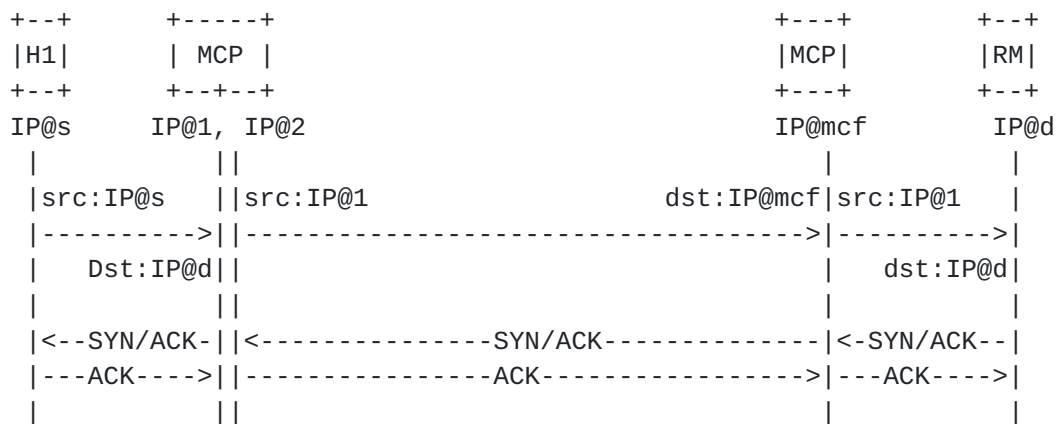 +--+      +-----+                              +---+       +--+
|H1|      | MCP |                              |MCP|       |RM|
+--+      +--+--+                              +---+       +--+
IP@s     IP@1, IP@2                            IP@mcf       IP@d
 |           ||                                   |           |
 |src:IP@s   ||src:IP@1                 dst:IP@mcf|src:IP@1   |
 |---------->||---------------------------------->|---------->|
 |   Dst:IP@d||                                   |   dst:IP@d|
 |           ||                                   |           |
 |<--SYN/ACK-||<---------------SYN/ACK------------|<-SYN/ACK--|
 |---ACK---->||----------------ACK--------------->|---ACK---->|
 |           ||                                   |           |